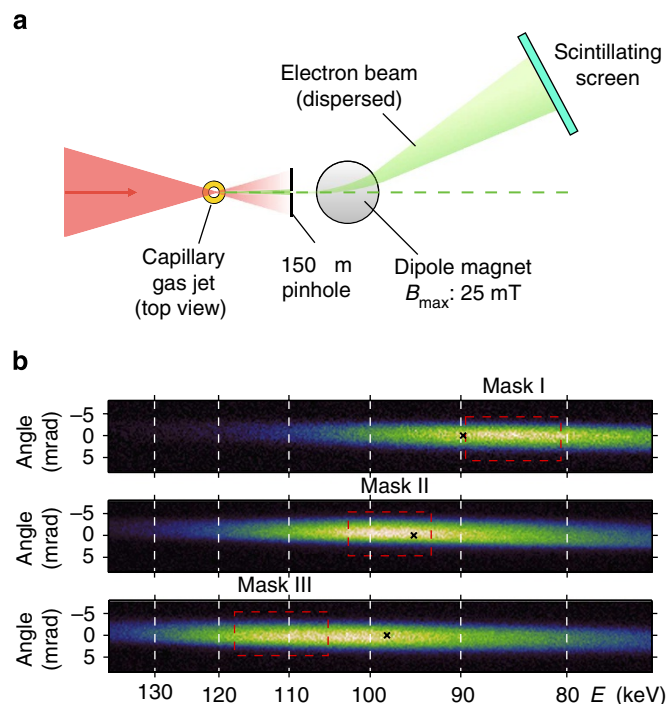 a
Electron beam
(dispersed)
Scintillating
screen
Capillary
gas jet
(top view)
150 m
pinhole
Dipole magnet
Bmax: 25 mT
b
Mask I
Angle
(mrad)
–5
0
5
Mask II
Angle
(mrad)
–5
0
5
Mask III
Angle
(mrad)
–5
0
5
130 120 110 100 90 80 E (keV)